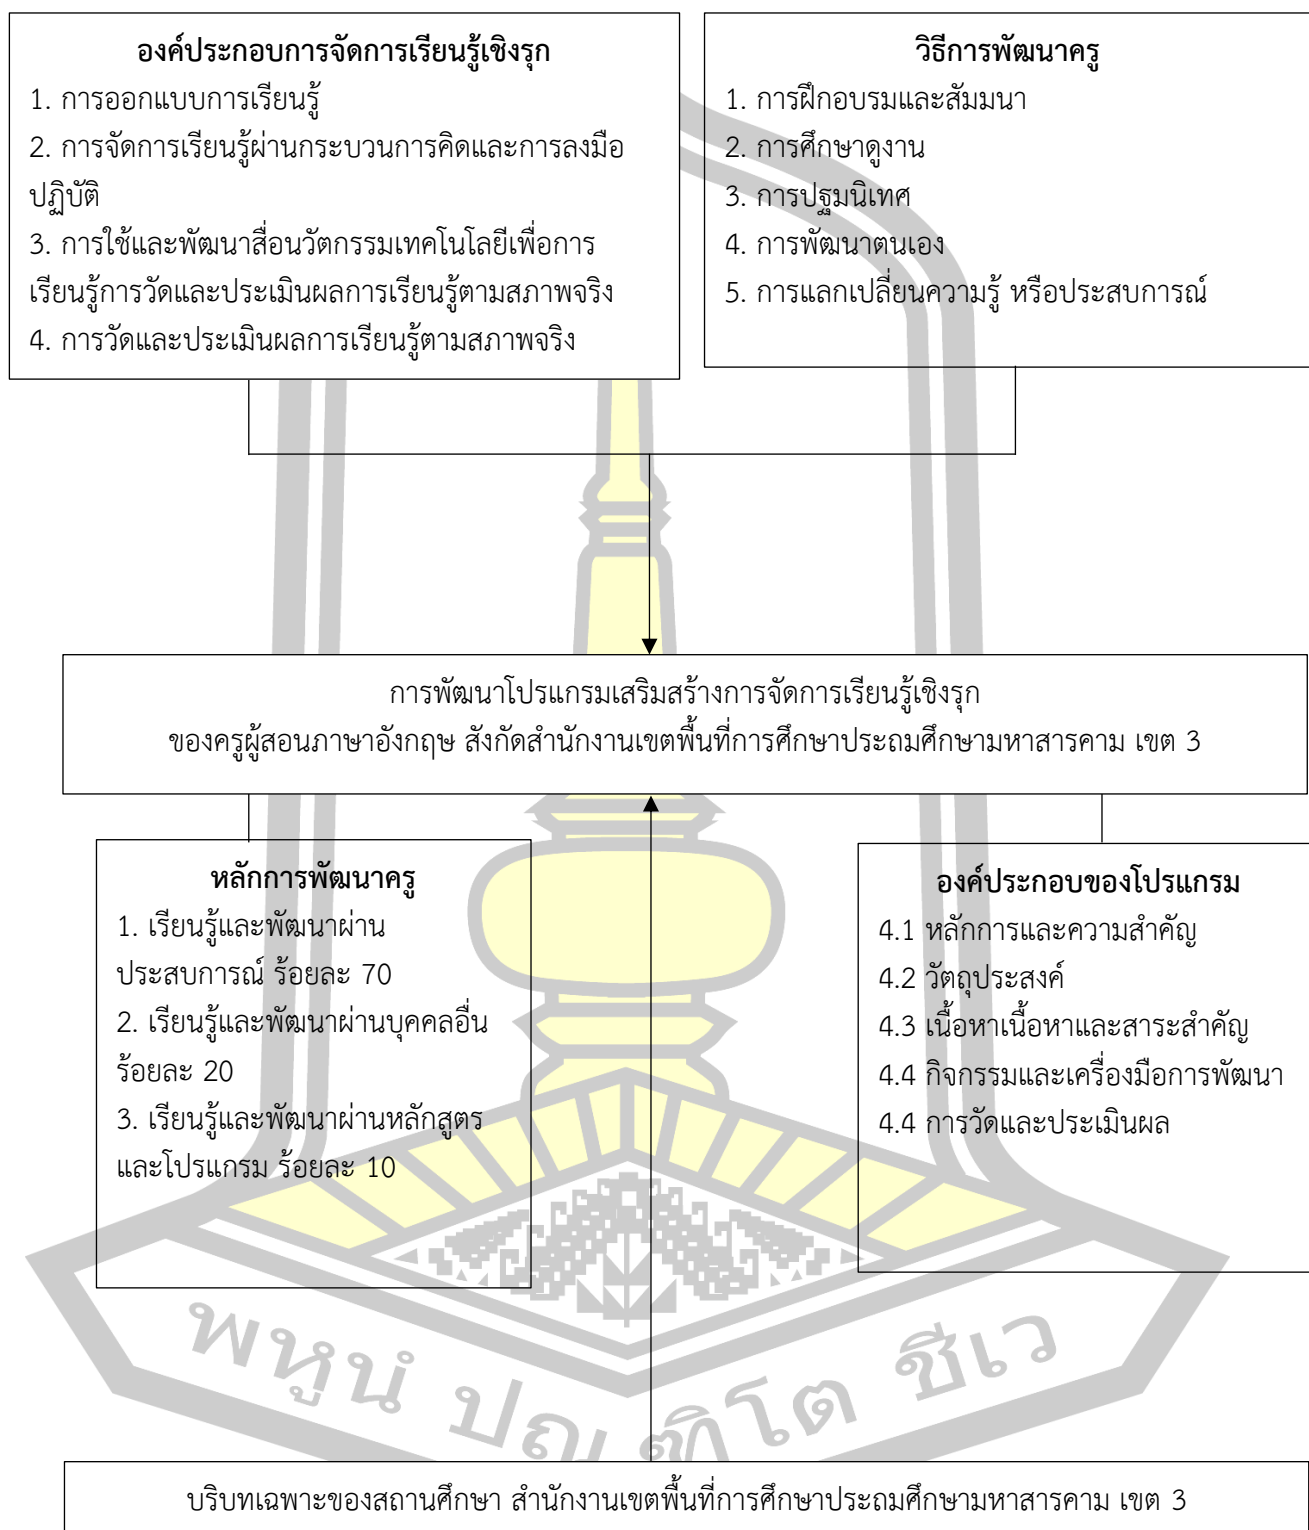 องค์ประกอบการจัดการเรียนรู้เชิงรุก
1. การออกแบบการเรียนรู้
2. การจัดการเรียนรู้ผ่านกระบวนการคิดและการลงมือ
ปฏิบัติ
3. การใช้และพัฒนาสื่อนวัตกรรมเทคโนโลยีเพื่อการ
เรียนรู้การวัดและประเมินผลการเรียนรู้ตามสภาพจริง
4. การวัดและประเมินผลการเรียนรู้ตามสภาพจริง
วิธีการพัฒนาครู
1. การฝึกอบรมและสัมมนา
2. การศึกษาดูงาน
3. การปฐมนิเทศ
4. การพัฒนาตนเอง
5. การแลกเปลี่ยนความรู้ หรือประสบการณ์
การพัฒนาโปรแกรมเสริมสร้างการจัดการเรียนรู้เชิงรุก
ของครูผู้สอนภาษาอังกฤษ สังกัดสำนักงานเขตพื้นที่การศึกษาประถมศึกษามหาสารคาม เขต 3
หลักการพัฒนาครู
1. เรียนรู้และพัฒนาผ่าน
ประสบการณ์ ร้อยละ 70
2. เรียนรู้และพัฒนาผ่านบุคคลอื่น
ร้อยละ 20
3. เรียนรู้และพัฒนาผ่านหลักสูตร
และโปรแกรม ร้อยละ 10
องค์ประกอบของโปรแกรม
4.1 หลักการและความสำคัญ
4.2 วัตถุประสงค์
4.3 เนื้อหาเนื้อหาและสาระสำคัญ
4.4 กิจกรรมและเครื่องมือการพัฒนา
4.4 การวัดและประเมินผล
พหูนํ ปณฺฑิโต ชีเว
บริบทเฉพาะของสถานศึกษา สำนักงานเขตพื้นที่การศึกษาประถมศึกษามหาสารคาม เขต 3